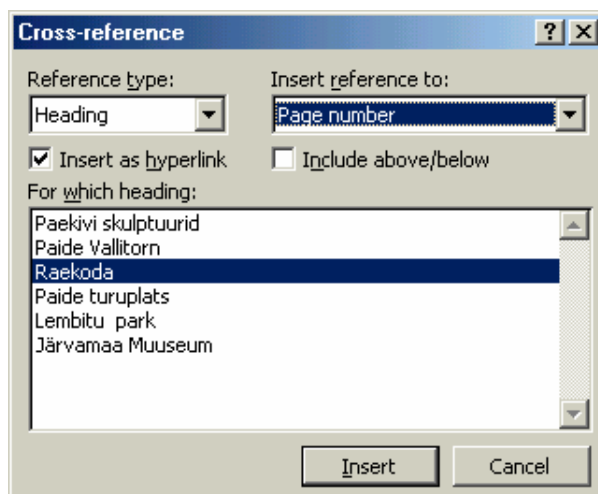 Cross-reference
Reference type: Insert reference to:
Heading Page number
Insert as hyperlink Include above/below
For which heading:
Paekivi skulptuurid
Paide Vallitorn
Raekoda
Paide turuplats
Lembitu park
Järvamaa Muuseum
Insert Cancel